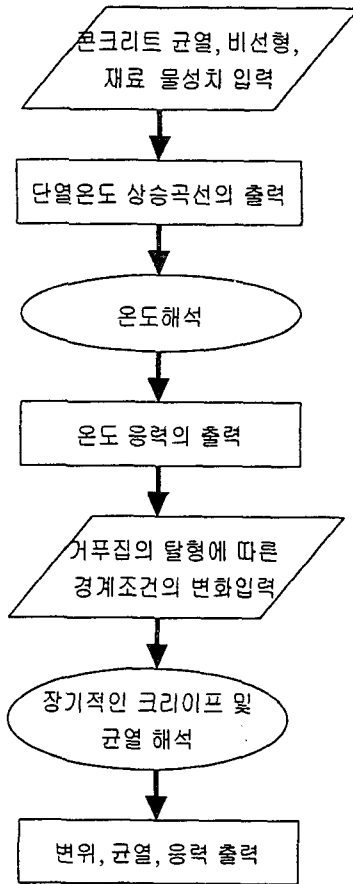 콘크리트 균열, 비선형,
재료 물성치 입력
단열온도 상승곡선의 출력
온도해석
온도 응력의 출력
거푸집의 탈형에 따른
경계조건의 변화입력
장기적인 크리이프 및
균열 해석
변위, 균열, 응력 출력